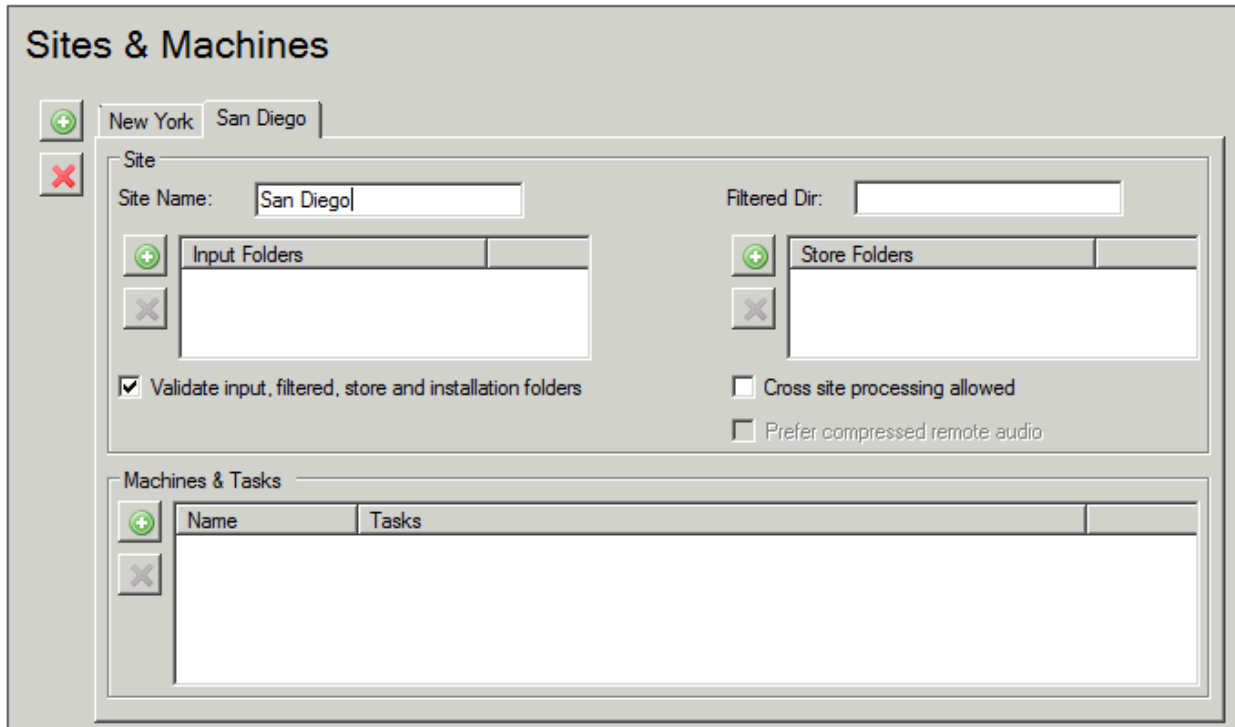 Sites & Machines
New York San Diego
Site
Site Name: San Diego Filtered Dir:
Input Folders Store Folders
Validate input, filtered, store and installation folders Cross site processing allowed
Prefer compressed remote audio
Machines & Tasks
Name Tasks